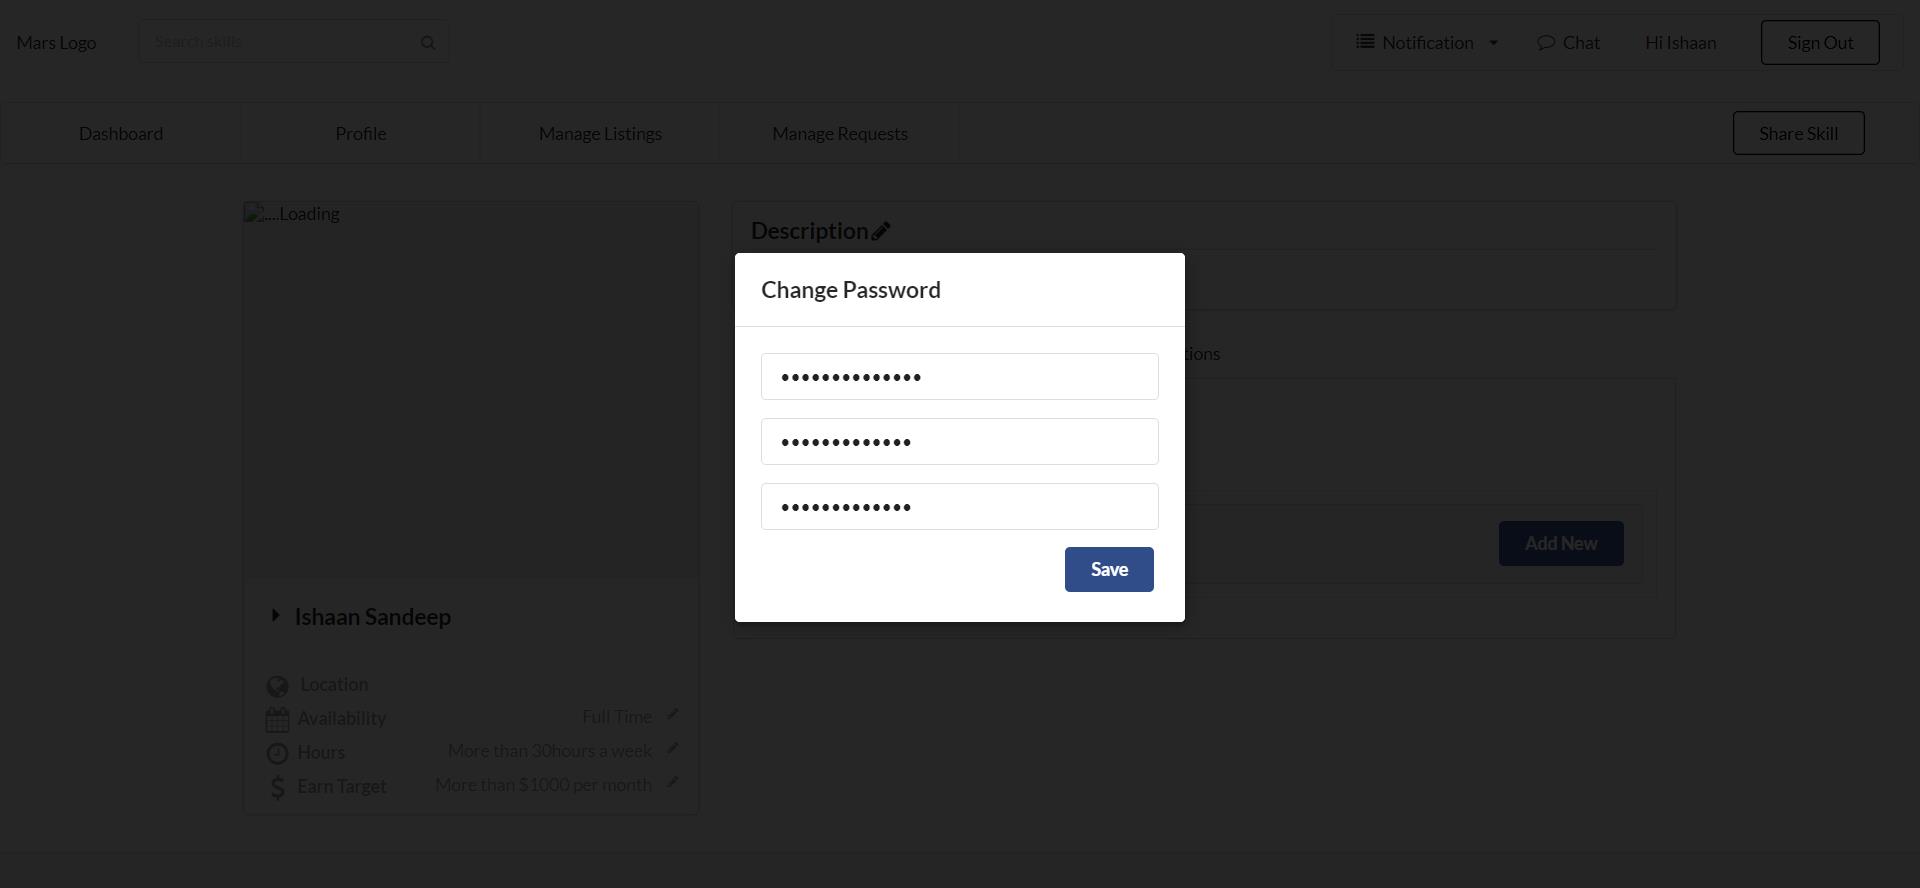 Mars Logo
Search skills
Notification
Chat
Hi Ishaan
Sign Out
Dashboard
Profile
Manage Listings
Manage Requests
Share Skill
....Loading
Description
Change Password
••••••••••••••
•••••••••••••
•••••••••••••
Save
tions
Add New
Ishaan Sandeep
Location
Availability
Full Time
Hours
More than 30hours a week
Earn Target
More than $1000 per month